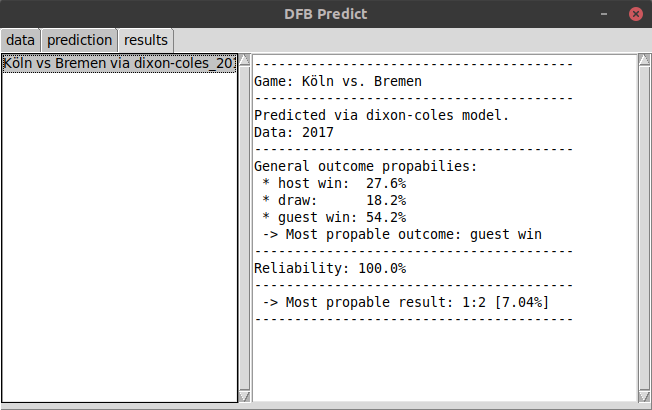 DFB Predict
data prediction results
Köln vs Bremen via dixon-coles_201
----------------------------------------
Game: Köln vs. Bremen
----------------------------------------
Predicted via dixon-coles model.
Data: 2017
----------------------------------------
General outcome propabilies:
* host win: 27.6%
* draw: 18.2%
* guest win: 54.2%
-> Most propable outcome: guest win
----------------------------------------
Reliability: 100.0%
----------------------------------------
-> Most propable result: 1:2 [7.04%]
----------------------------------------